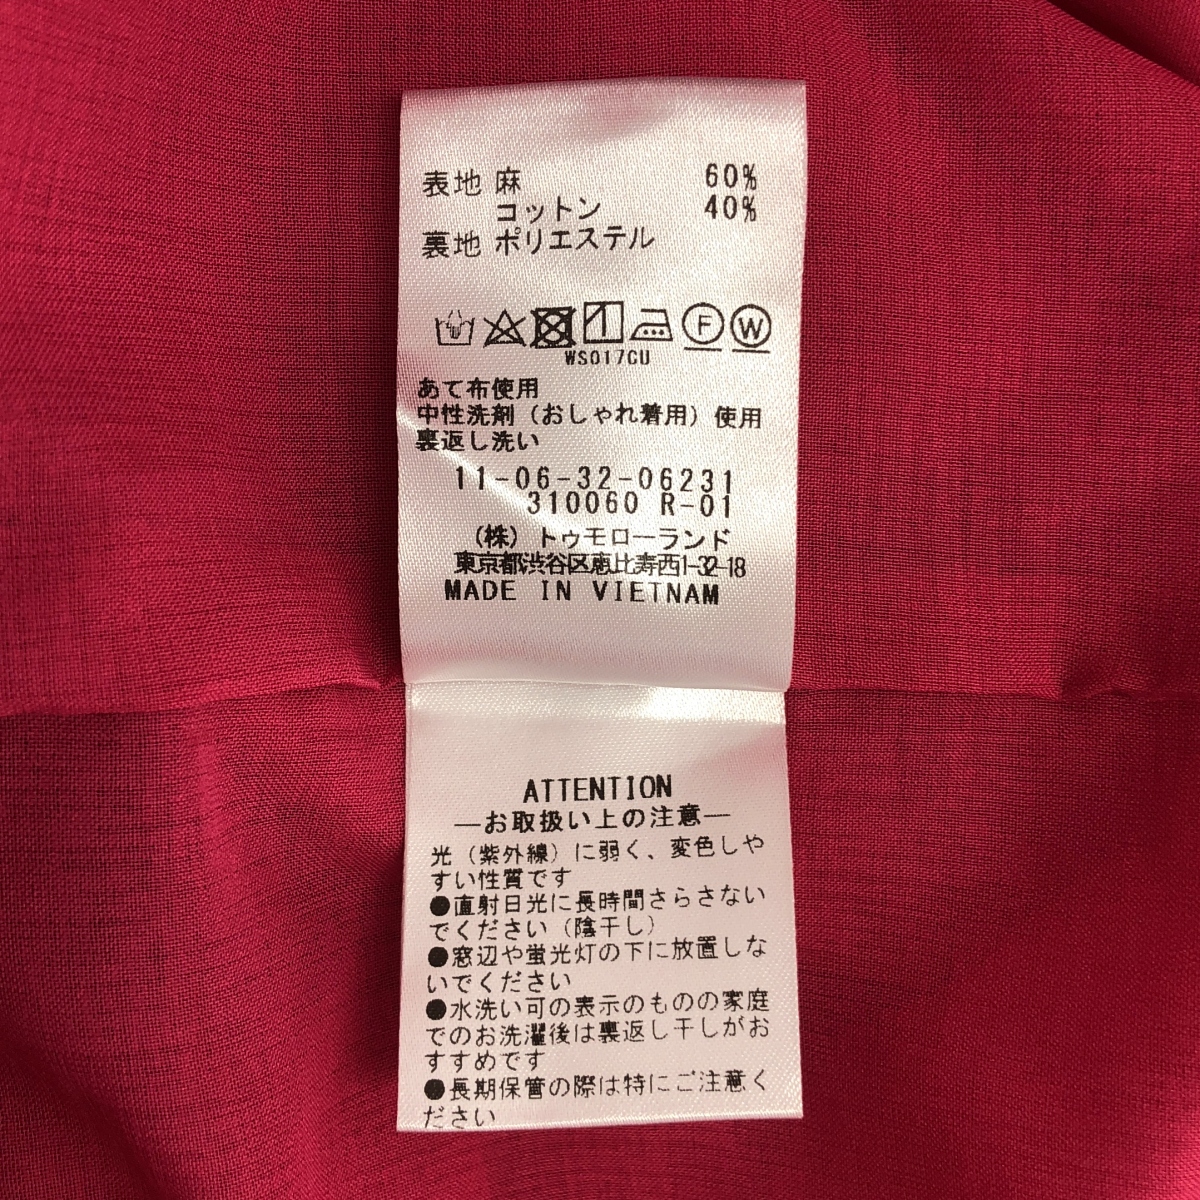 表地 麻 60%
コットン 40%
裏地 ポリエステル
F W
WS017CU
あて布使用
中性洗剤(おしゃれ着用)使用
裏返し洗い
11-06-32-06231
310060 R-01
(株)トゥモローランド
東京都渋谷区恵比寿西1-32-18
MADE IN VIETNAM
ATTENTION
―お取扱い上の注意―
光(紫外線)に弱く、変色しや
すい性質です
●直射日光に長時間さらさない
でください(陰干し)
●窓辺や蛍光灯の下に放置しな
いでください
●水洗い可の表示のものの家庭
でのお洗濯後は裏返し干しがお
すすめです
●長期保管の際は特にご注意く
ださい